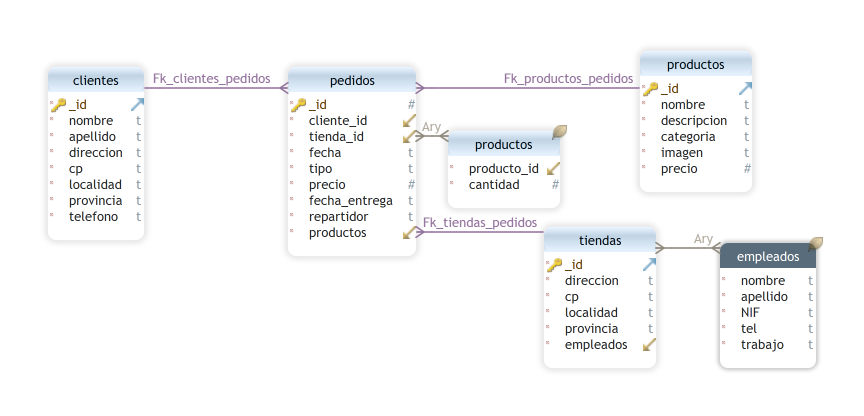 clientes
_id
nombre t
apellido t
direccion t
cp t
localidad t
provincia t
telefono t
Fk_clientes_pedidos
pedidos
_id #
cliente_id
tienda_id
fecha t
tipo t
precio #
fecha_entrega t
repartidor t
productos
Fk_productos_pedidos
productos
_id
nombre t
descripcion t
categoria t
imagen t
precio #
Ary
productos
producto_id
cantidad #
Fk_tiendas_pedidos
tiendas
_id
direccion t
cp t
localidad t
provincia t
empleados
Ary
empleados
nombre t
apellido t
NIF t
tel t
trabajo t